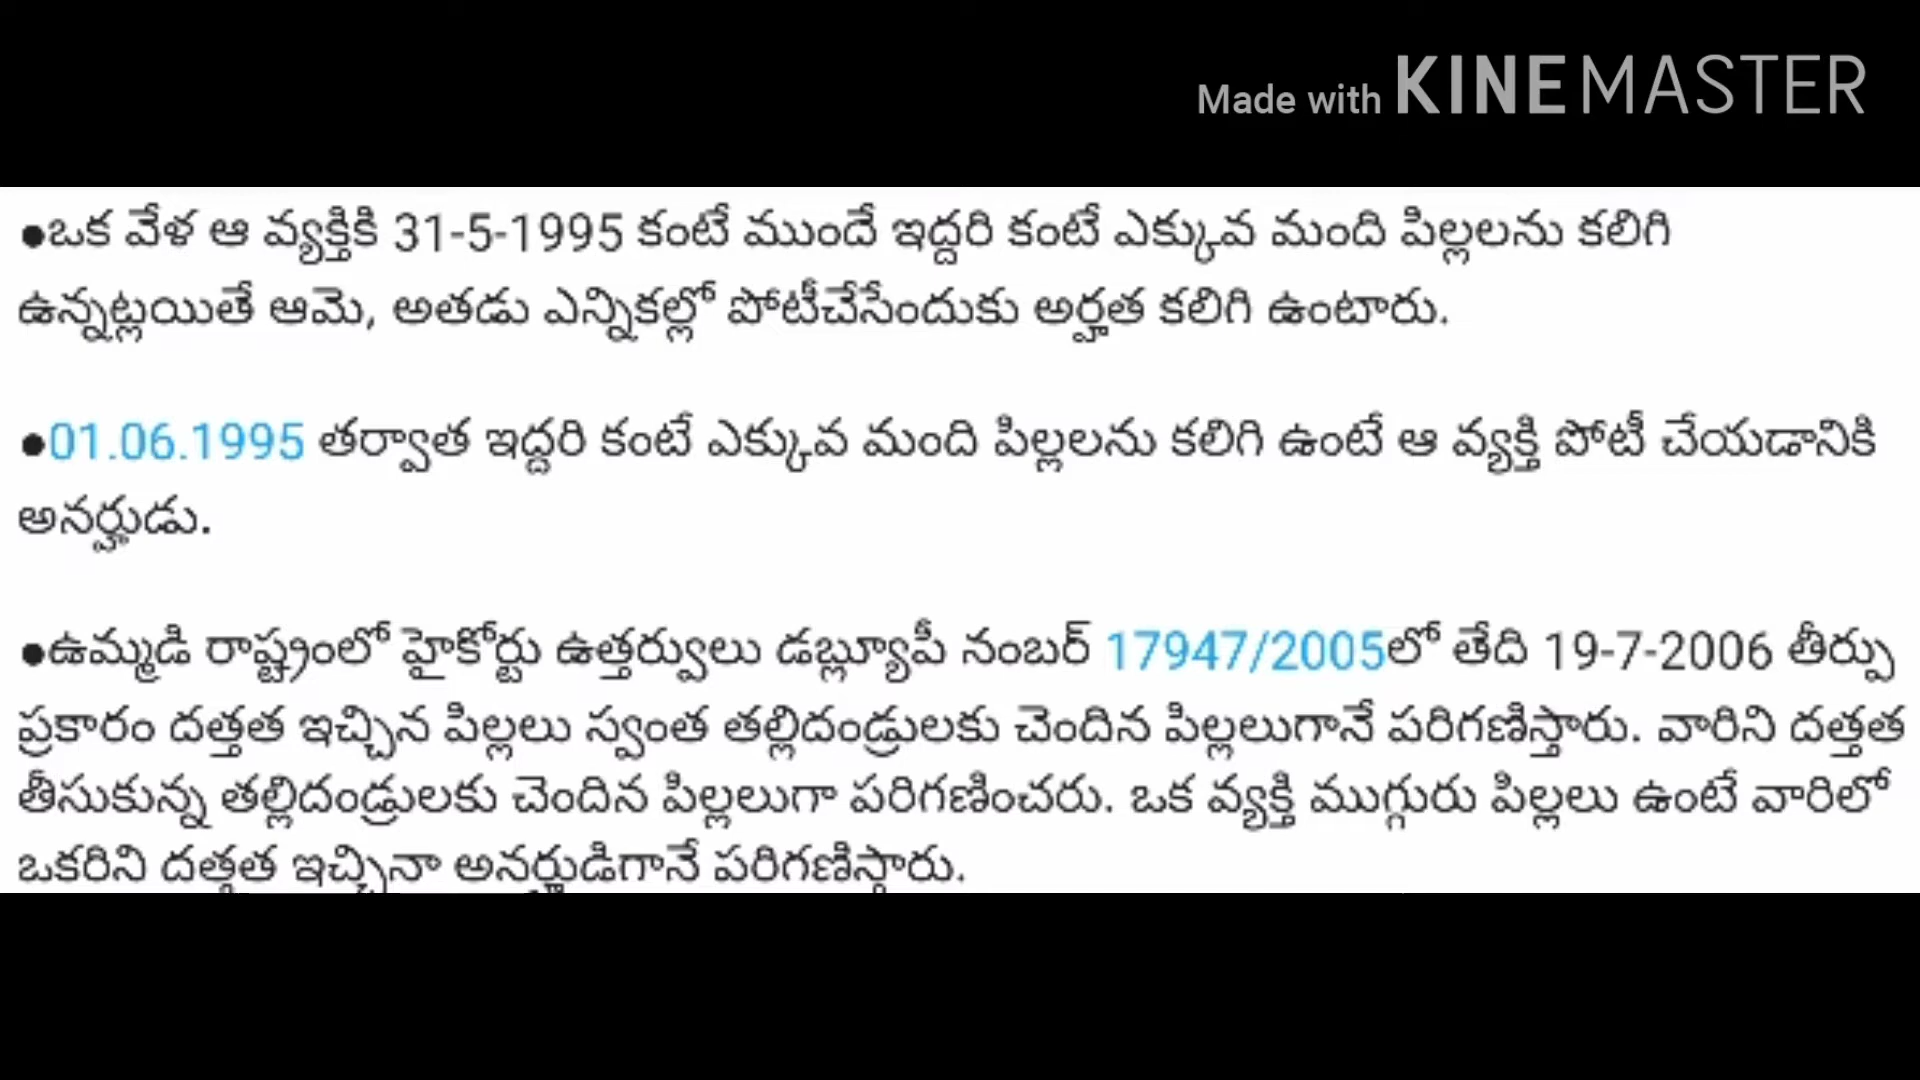 Made with KINEMASTER
●ఒక వేళ ఆ వ్యక్తికి 31-5-1995 కంటే ముందే ఇద్దరి కంటే ఎక్కువ మంది పిల్లలను కలిగి
ఉన్నట్లయితే ఆమె, అతడు ఎన్నికల్లో పోటీచేసేందుకు అర్హత కలిగి ఉంటారు.
●01.06.1995 తర్వాత ఇద్దరి కంటే ఎక్కువ మంది పిల్లలను కలిగి ఉంటే ఆ వ్యక్తి పోటీ చేయడానికి
అనర్హుడు.
●ఉమ్మడి రాష్ట్రంలో హైకోర్టు ఉత్తర్వులు డబ్ల్యూపీ నంబర్ 17947/2005లో తేది 19-7-2006 తీర్పు
ప్రకారం దత్తత ఇచ్చిన పిల్లలు స్వంత తల్లిదండ్రులకు చెందిన పిల్లలుగానే పరిగణిస్తారు. వారిని దత్తత
తీసుకున్న తల్లిదండ్రులకు చెందిన పిల్లలుగా పరిగణించరు. ఒక వ్యక్తి ముగ్గురు పిల్లలు ఉంటే వారిలో
ఒకరిని దత్తత ఇచ్చినా అనర్హుడిగానే పరిగణిస్తారు.